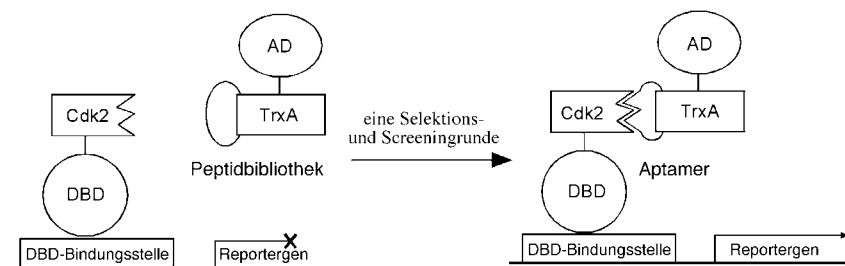 AD
Cdk2
TrxA
Peptidbibliothek
DBD
DBD-Bindungsstelle
Reportergen
eine Selektions-
und Screeningrunde
AD
Cdk2
TrxA
Aptamer
DBD
DBD-Bindungsstelle
Reportergen